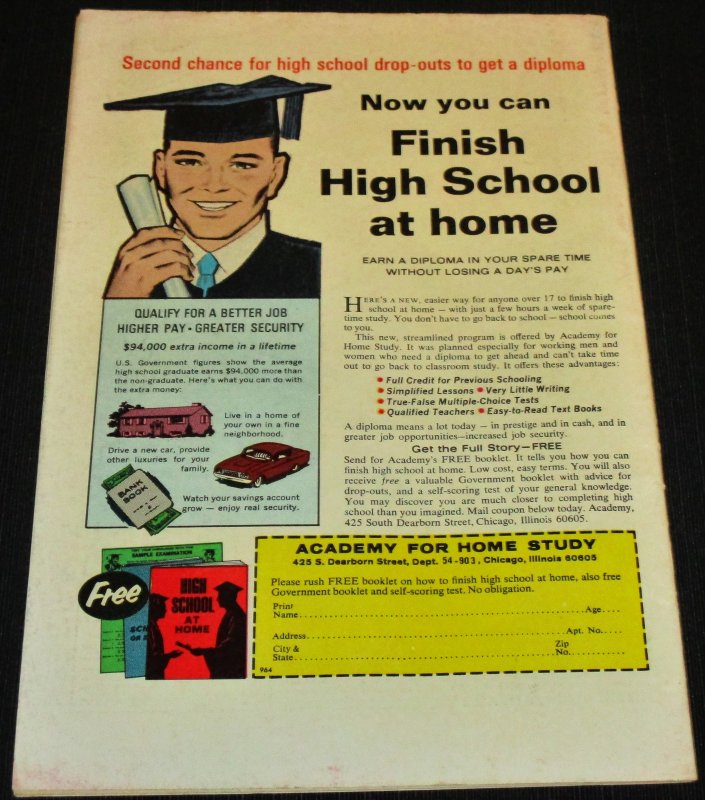 Second chance for high school drop-outs to get a diploma
Now you can
Finish
High School
at home
EARN A DIPLOMA IN YOUR SPARE TIME
WITHOUT LOSING A DAY'S PAY
QUALIFY FOR A BETTER JOB
HIGHER PAY • GREATER SECURITY
$94,000 extra income in a lifetime
U.S. Government figures show the average
high school graduate earns $94,000 more than
the non-graduate. Here's what you can do with
the extra money:
Live in a home of
your own in a fine
neighborhood.
Drive a new car, provide
other luxuries for your
family.
BANK
BOOK
Watch your savings account
grow — enjoy real security.
HERE'S A NEW, easier way for anyone over 17 to finish high
school at home — with just a few hours a week of spare-
time study. You don't have to go back to school — school comes
to you.
This new, streamlined program is offered by Academy for
Home Study. It was planned especially for working men and
women who need a diploma to get ahead and can't take time
out to go back to classroom study. It offers these advantages:
• Full Credit for Previous Schooling
• Simplified Lessons • Very Little Writing
• True-False Multiple-Choice Tests
• Qualified Teachers • Easy-to-Read Text Books
A diploma means a lot today — in prestige and in cash, and in
greater job opportunities—increased job security.
Get the Full Story—FREE
Send for Academy's FREE booklet. It tells you how you can
finish high school at home. Low cost, easy terms. You will also
receive free a valuable Government booklet with advice for
drop-outs, and a self-scoring test of your general knowledge.
You may discover you are much closer to completing high
school than you imagined. Mail coupon below today. Academy,
425 South Dearborn Street, Chicago, Illinois 60605.
Free
SAMPLE EXAMINATION
HIGH
SCHOOL
AT
HOME
ACADEMY FOR HOME STUDY
425 S. Dearborn Street, Dept. 54-903, Chicago, Illinois 60605
Please rush FREE booklet on how to finish high school at home, also free
Government booklet and self-scoring test. No obligation.
Print
Name Age
Address Apt. No.
City & Zip
State No.
964